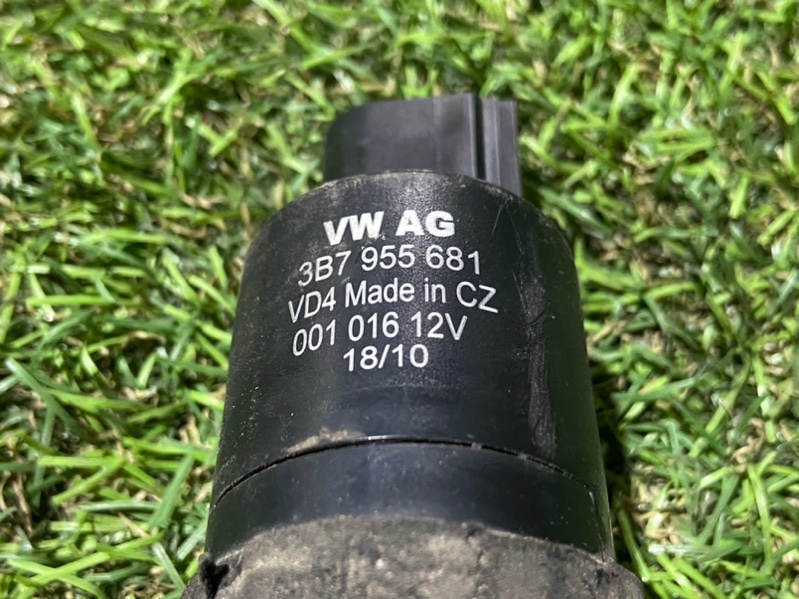 VW AG
3B7 955 681
VD4 Made in CZ
001 016 12V
18/10